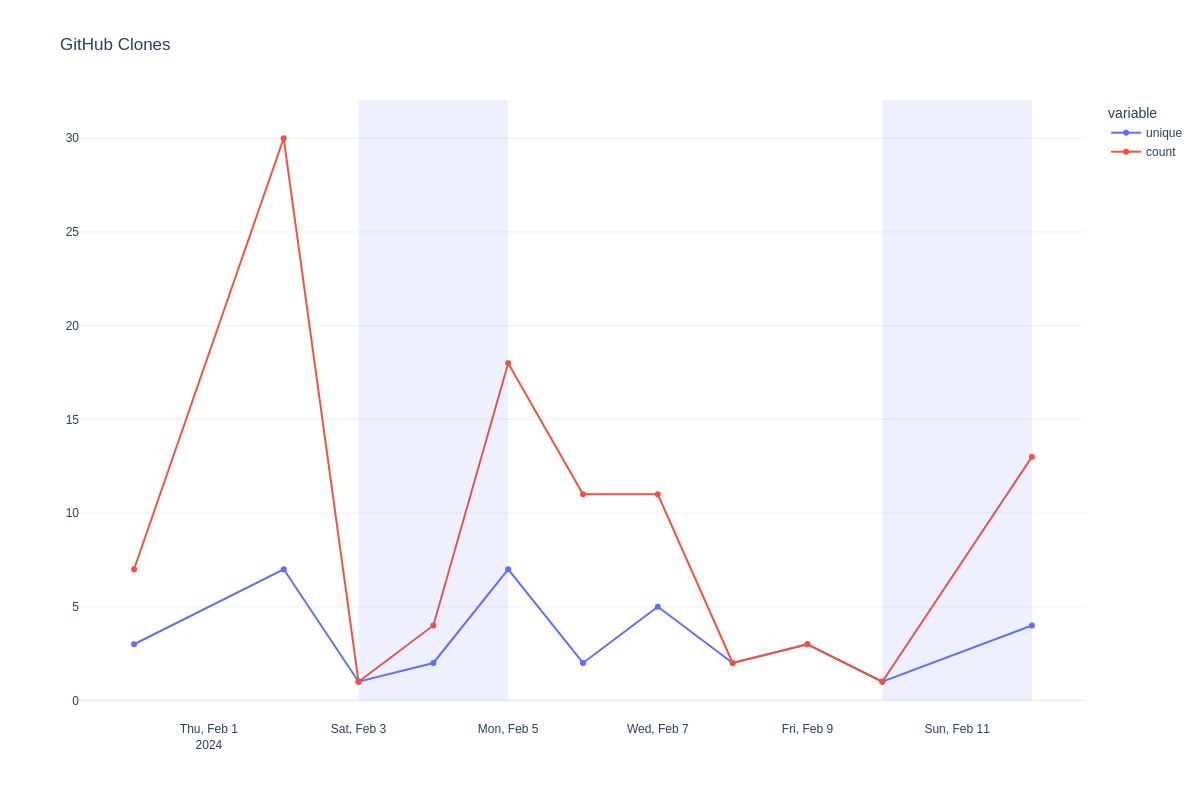 GitHub Clones
variable
unique
count
30
25
20
15
10
5
0
Thu, Feb 1
2024
Sat, Feb 3
Mon, Feb 5
Wed, Feb 7
Fri, Feb 9
Sun, Feb 11